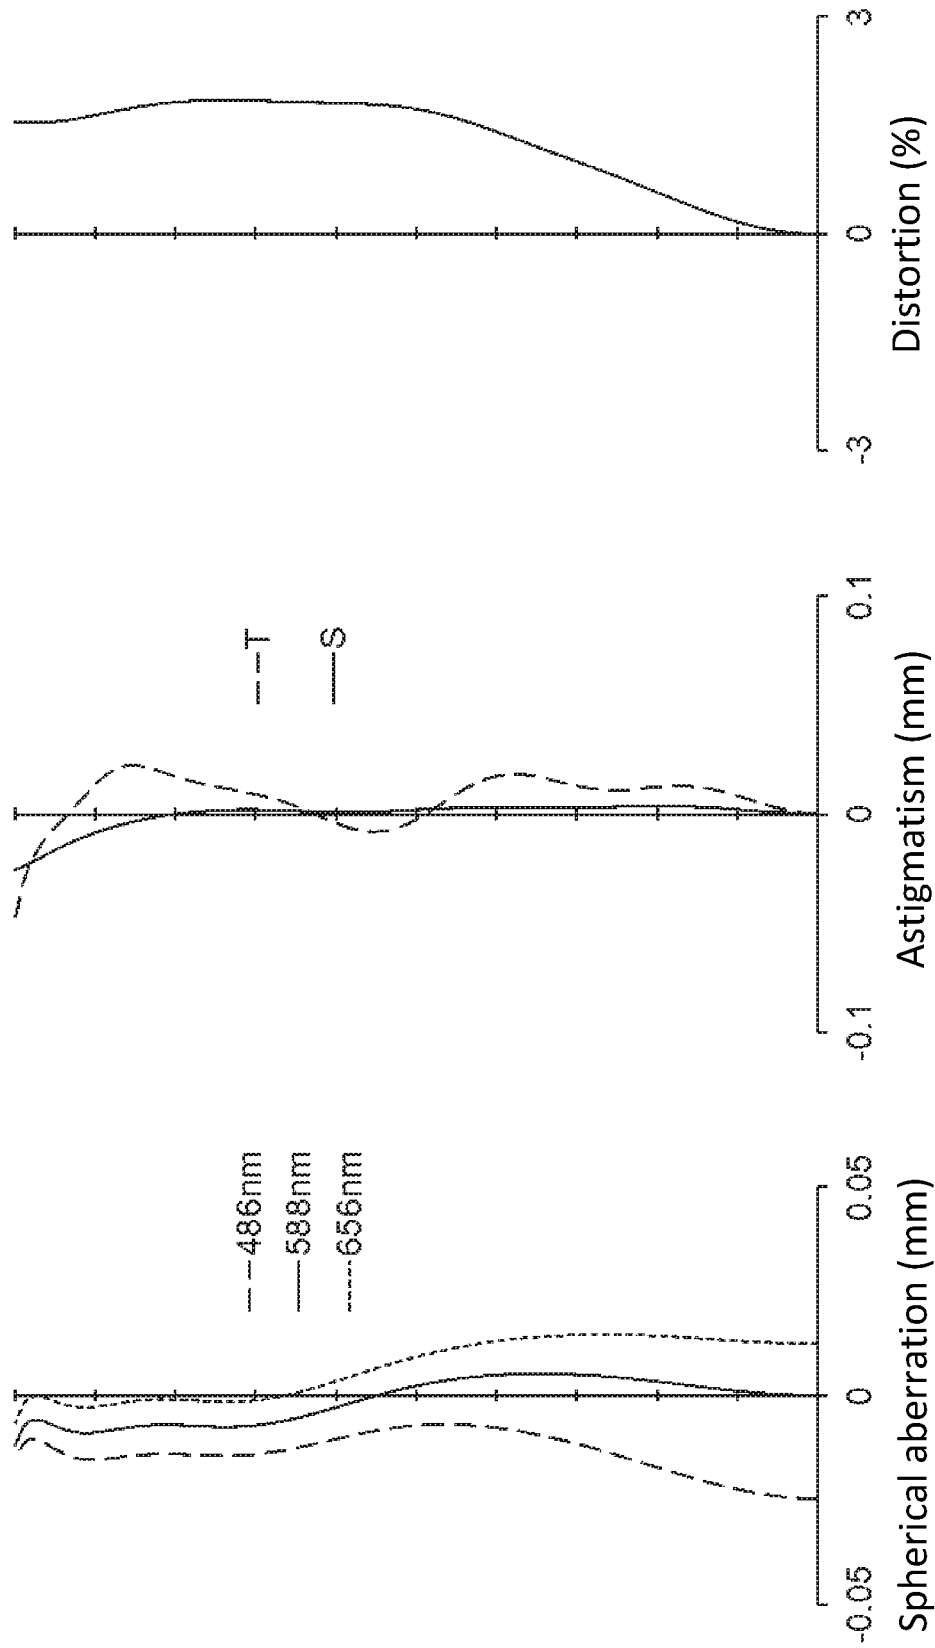 486nm
588nm
656nm
-0.05
0
0.05
Spherical aberration (mm)
T
S
-0.1
0
0.1
Astigmatism (mm)
-3
0
3
Distortion (%)